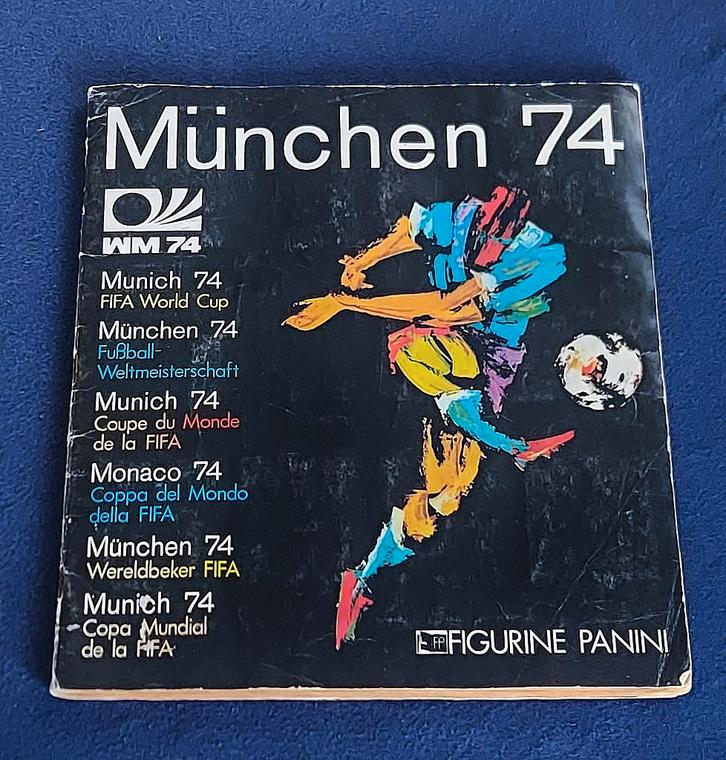 München 74
WM 74
Munich 74
FIFA World Cup
München 74
Fußball-
Weltmeisterschaft
Munich 74
Coupe du Monde
de la FIFA
Monaco 74
Coppa del Mondo
della FIFA
München 74
Wereldbeker FIFA
Munich 74
Copa Mundial
de la FIFA
FP FIGURINE PANINI